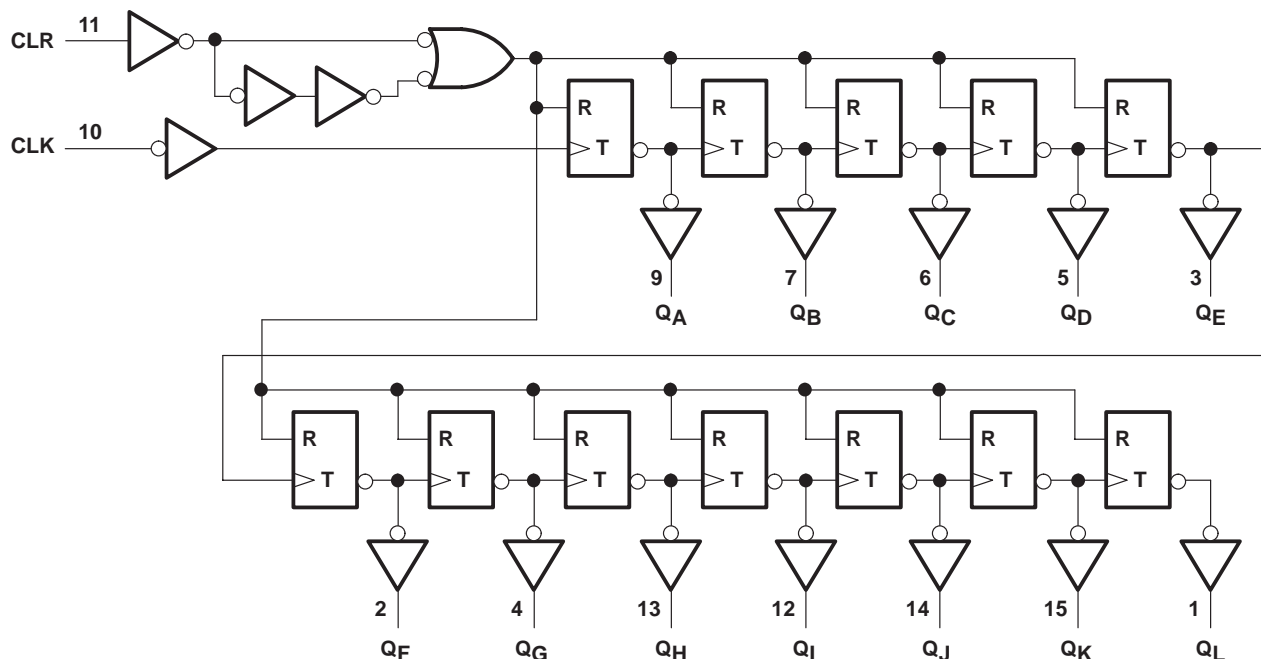 11
CLR
10
CLK
R R R R R
T T T T T
9 7 6 5 3
QA QB QC QD QE
R R R R R R R
T T T T T T T
2 4 13 12 14 15 1
QF QG QH QI QJ QK QL